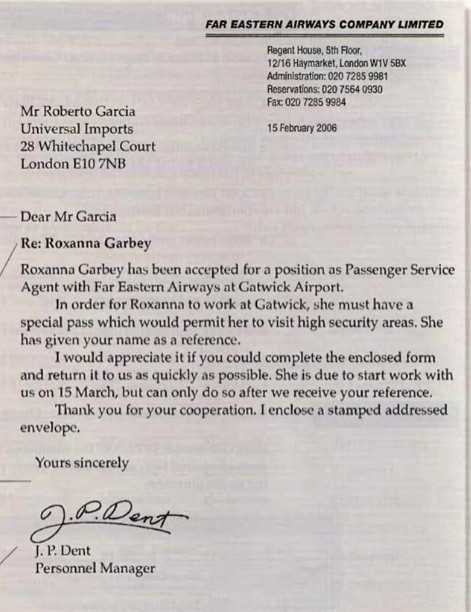 FAR EASTERN AIRWAYS COMPANY LIMITED
Regent House, 5th Floor,
12/16 Haymarket, London W1V 5BX
Administration: 020 7285 9981
Reservations: 020 7564 0930
Fax: 020 7285 9984
15 February 2006
Mr Roberto Garcia
Universal Imports
28 Whitechapel Court
London E10 7NB
Dear Mr Garcia
Re: Roxanna Garbey
Roxanna Garbey has been accepted for a position as Passenger Service
Agent with Far Eastern Airways at Gatwick Airport.
In order for Roxanna to work at Gatwick, she must have a
special pass which would permit her to visit high security areas. She
has given your name as a reference.
I would appreciate it if you could complete the enclosed form
and return it to us as quickly as possible. She is due to start work with
us on 15 March, but can only do so after we receive your reference.
Thank you for your cooperation. I enclose a stamped addressed
envelope.
Yours sincerely
J.P.Dent
J. P. Dent
Personnel Manager